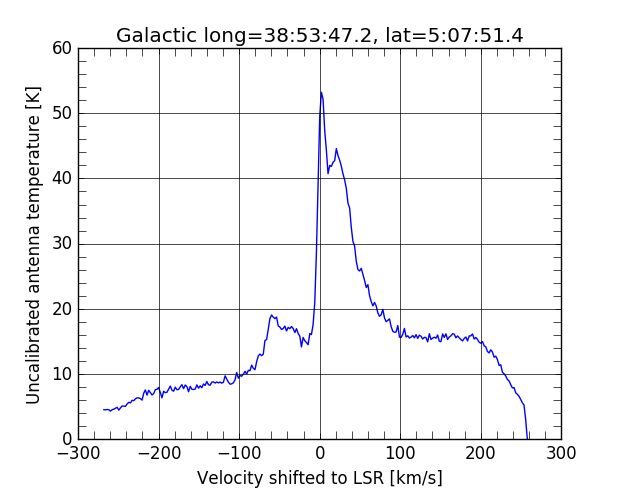 Galactic long=38:53:47.2, lat=5:07:51.4
Uncalibrated antenna temperature [K]
60
50
40
30
20
10
0
−300 −200 −100 0 100 200 300
Velocity shifted to LSR [km/s]